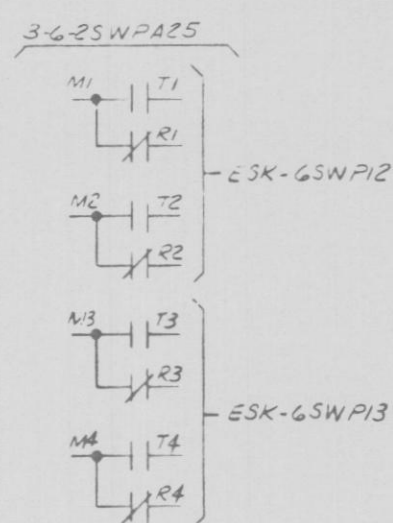 3-6-2SWPA25
M1 T1
R1
ESK-6SWP12
M2 T2
R2
M3 T3
R3
ESK-6SWP13
M4 T4
R4